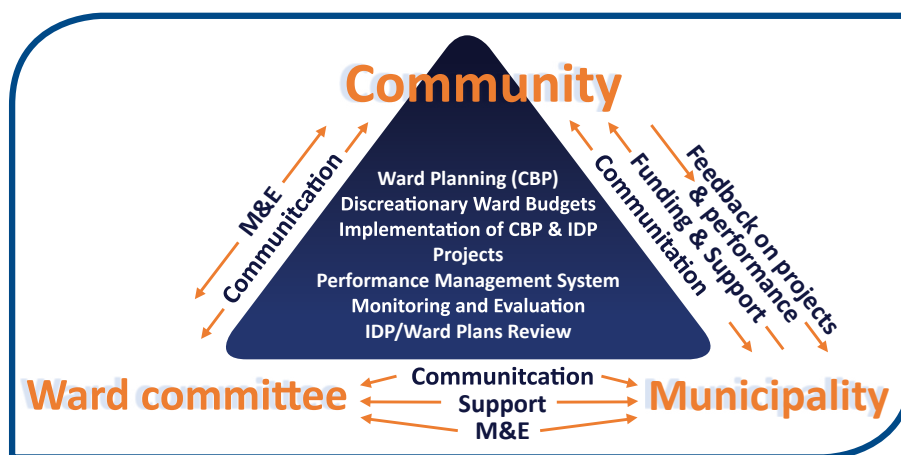 Community
M&E
Communitcation
Ward Planning (CBP)
Discreationary Ward Budgets
Implementation of CBP & IDP
Projects
Performance Management System
Monitoring and Evaluation
IDP/Ward Plans Review
Communitation
Funding & Support
Feedback on projects
& performance
Ward committee
Communitcation
Support
M&E
Municipality